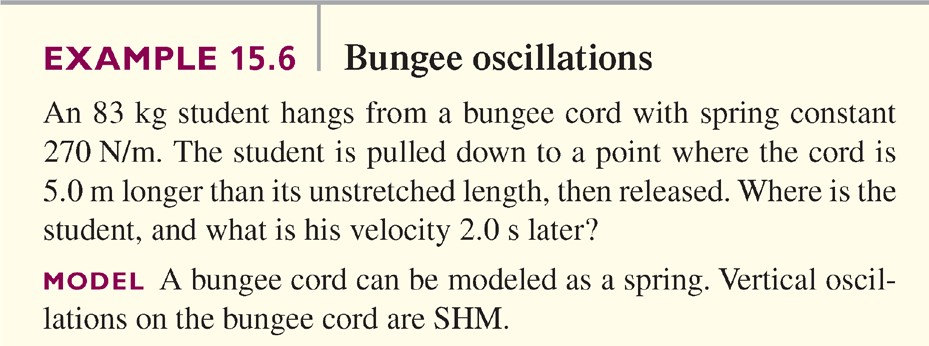 EXAMPLE 15.6 Bungee oscillations
An 83 kg student hangs from a bungee cord with spring constant
270 N/m. The student is pulled down to a point where the cord is
5.0 m longer than its unstretched length, then released. Where is the
student, and what is his velocity 2.0 s later?
MODEL A bungee cord can be modeled as a spring. Vertical oscil-
lations on the bungee cord are SHM.